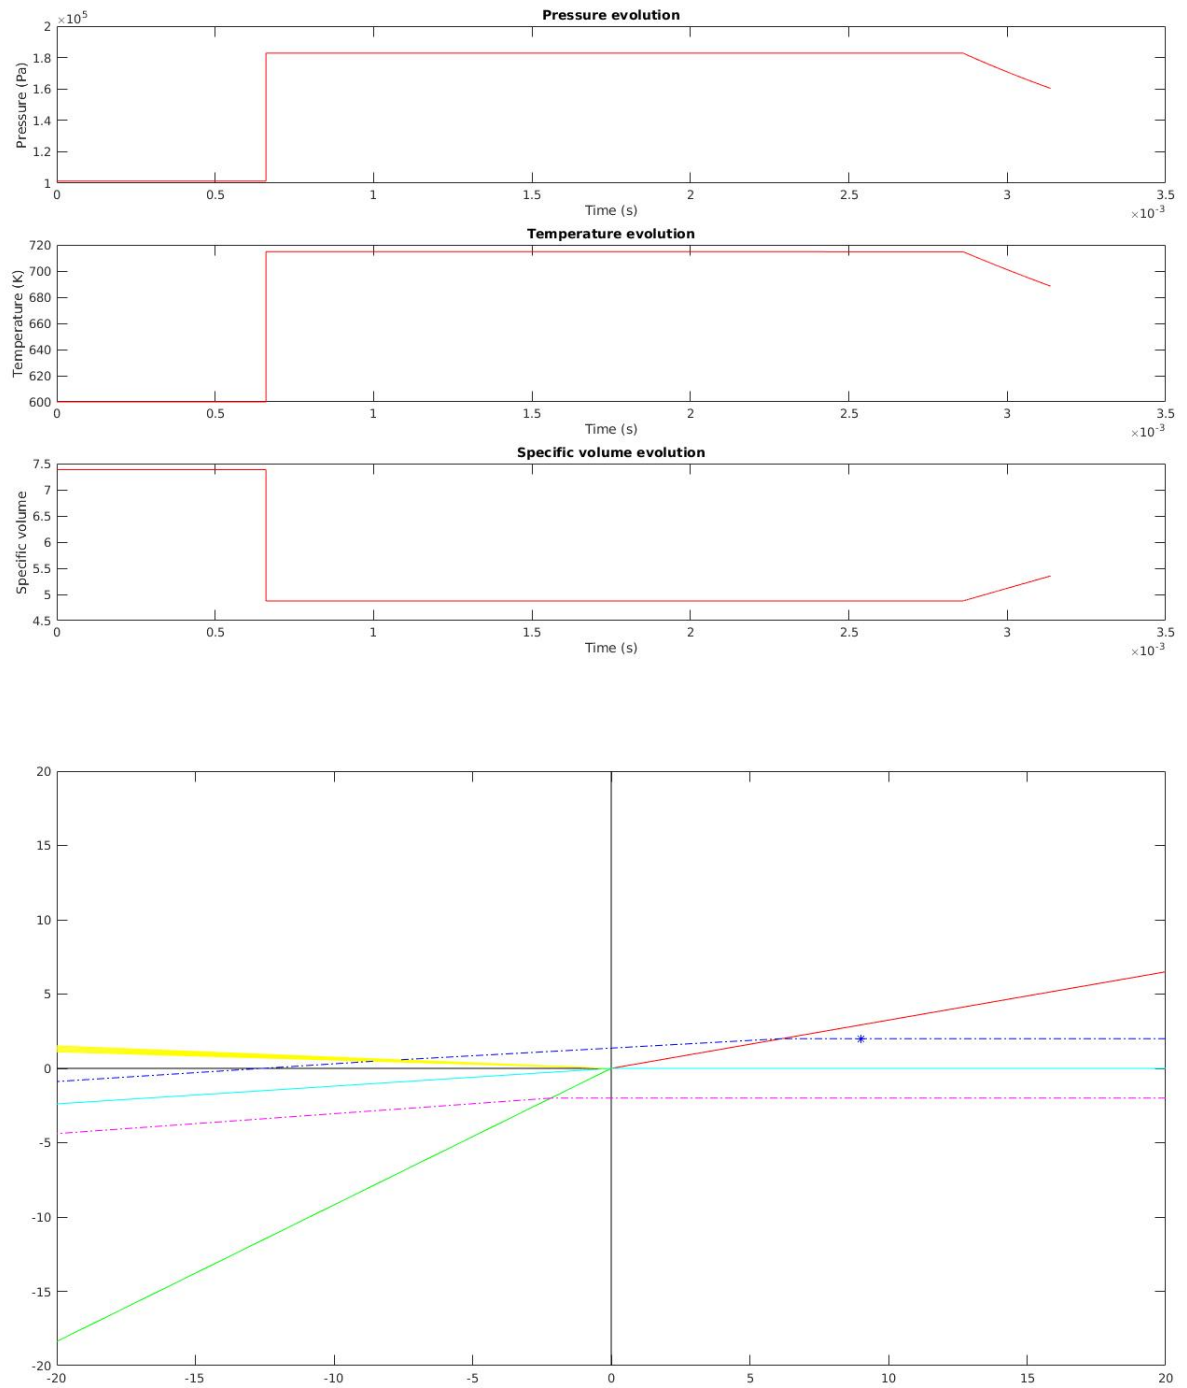 Pressure evolution
×10^5
2
1.8
1.6
1.4
1.2
1
Pressure (Pa)
0 0.5 1 1.5 2 2.5 3 3.5
Time (s)
×10^-3
Temperature evolution
720
700
680
660
640
620
600
Temperature (K)
0 0.5 1 1.5 2 2.5 3 3.5
Time (s)
×10^-3
Specific volume evolution
7.5
7
6.5
6
5.5
5
4.5
Specific volume
0 0.5 1 1.5 2 2.5 3 3.5
Time (s)
×10^-3
20
15
10
5
0
-5
-10
-15
-20
-20 -15 -10 -5 0 5 10 15 20